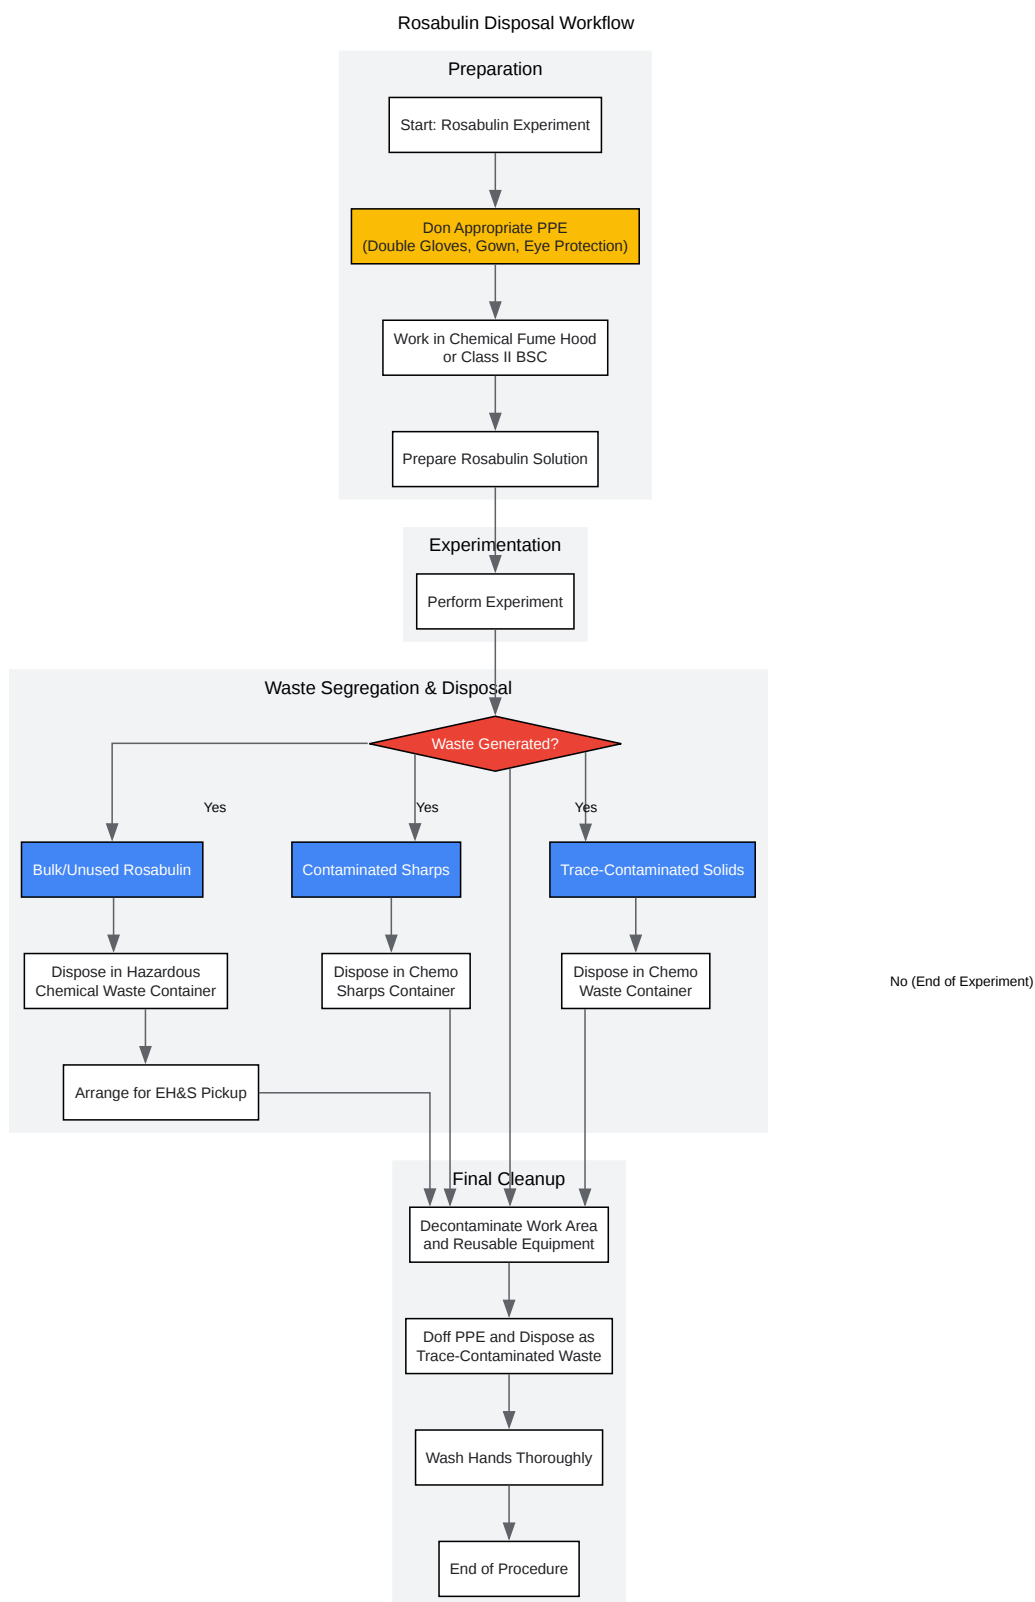 Rosabulin Disposal Workflow
Preparation
Start: Rosabulin Experiment
Don Appropriate PPE
(Double Gloves, Gown, Eye Protection)
Work in Chemical Fume Hood
or Class II BSC
Prepare Rosabulin Solution
Experimentation
Perform Experiment
Waste Segregation & Disposal
Waste Generated?
Yes
Yes
Yes
Bulk/Unused Rosabulin
Contaminated Sharps
Trace-Contaminated Solids
Dispose in Hazardous
Chemical Waste Container
Dispose in Chemo
Sharps Container
Dispose in Chemo
Waste Container
No (End of Experiment)
Arrange for EH&S Pickup
Final Cleanup
Decontaminate Work Area
and Reusable Equipment
Doff PPE and Dispose as
Trace-Contaminated Waste
Wash Hands Thoroughly
End of Procedure